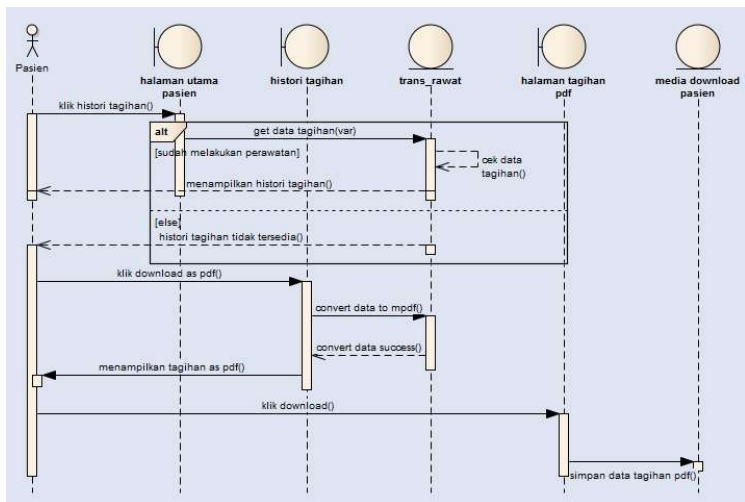 Pasien
halaman utama
pasien
histori tagihan
trans_rawat
halaman tagihan
pdf
media download
pasien
klik histori tagihan()
alt
get data tagihan(var)
[sudah melakukan perawatan]
cek data
tagihan()
menampilkan histori tagihan()
[else]
histori tagihan tidak tersedia()
klik download as pdf()
convert data to mpdf()
convert data success()
menampilkan tagihan as pdf()
klik download()
simpan data tagihan pdf()